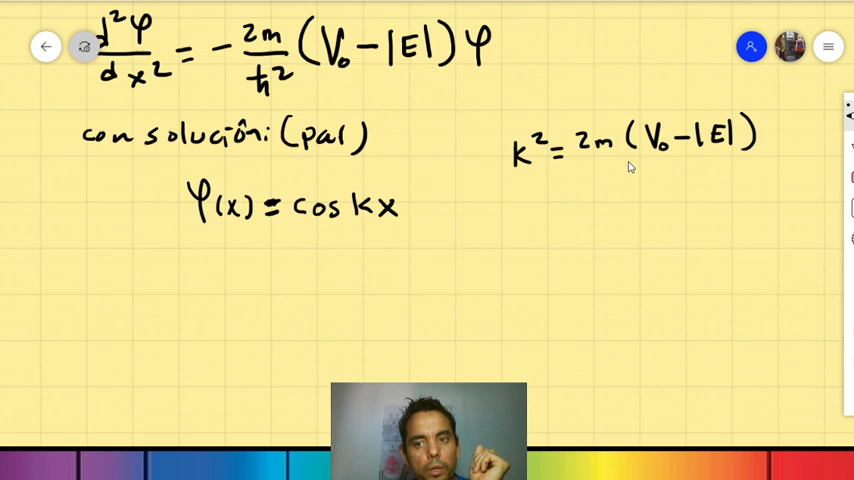 d²φ/dx² = - 2m/ħ² (V₀ - |E|) φ
con solución: (par)
k² = 2m (V₀ - |E|)
φ(x) = cos kx